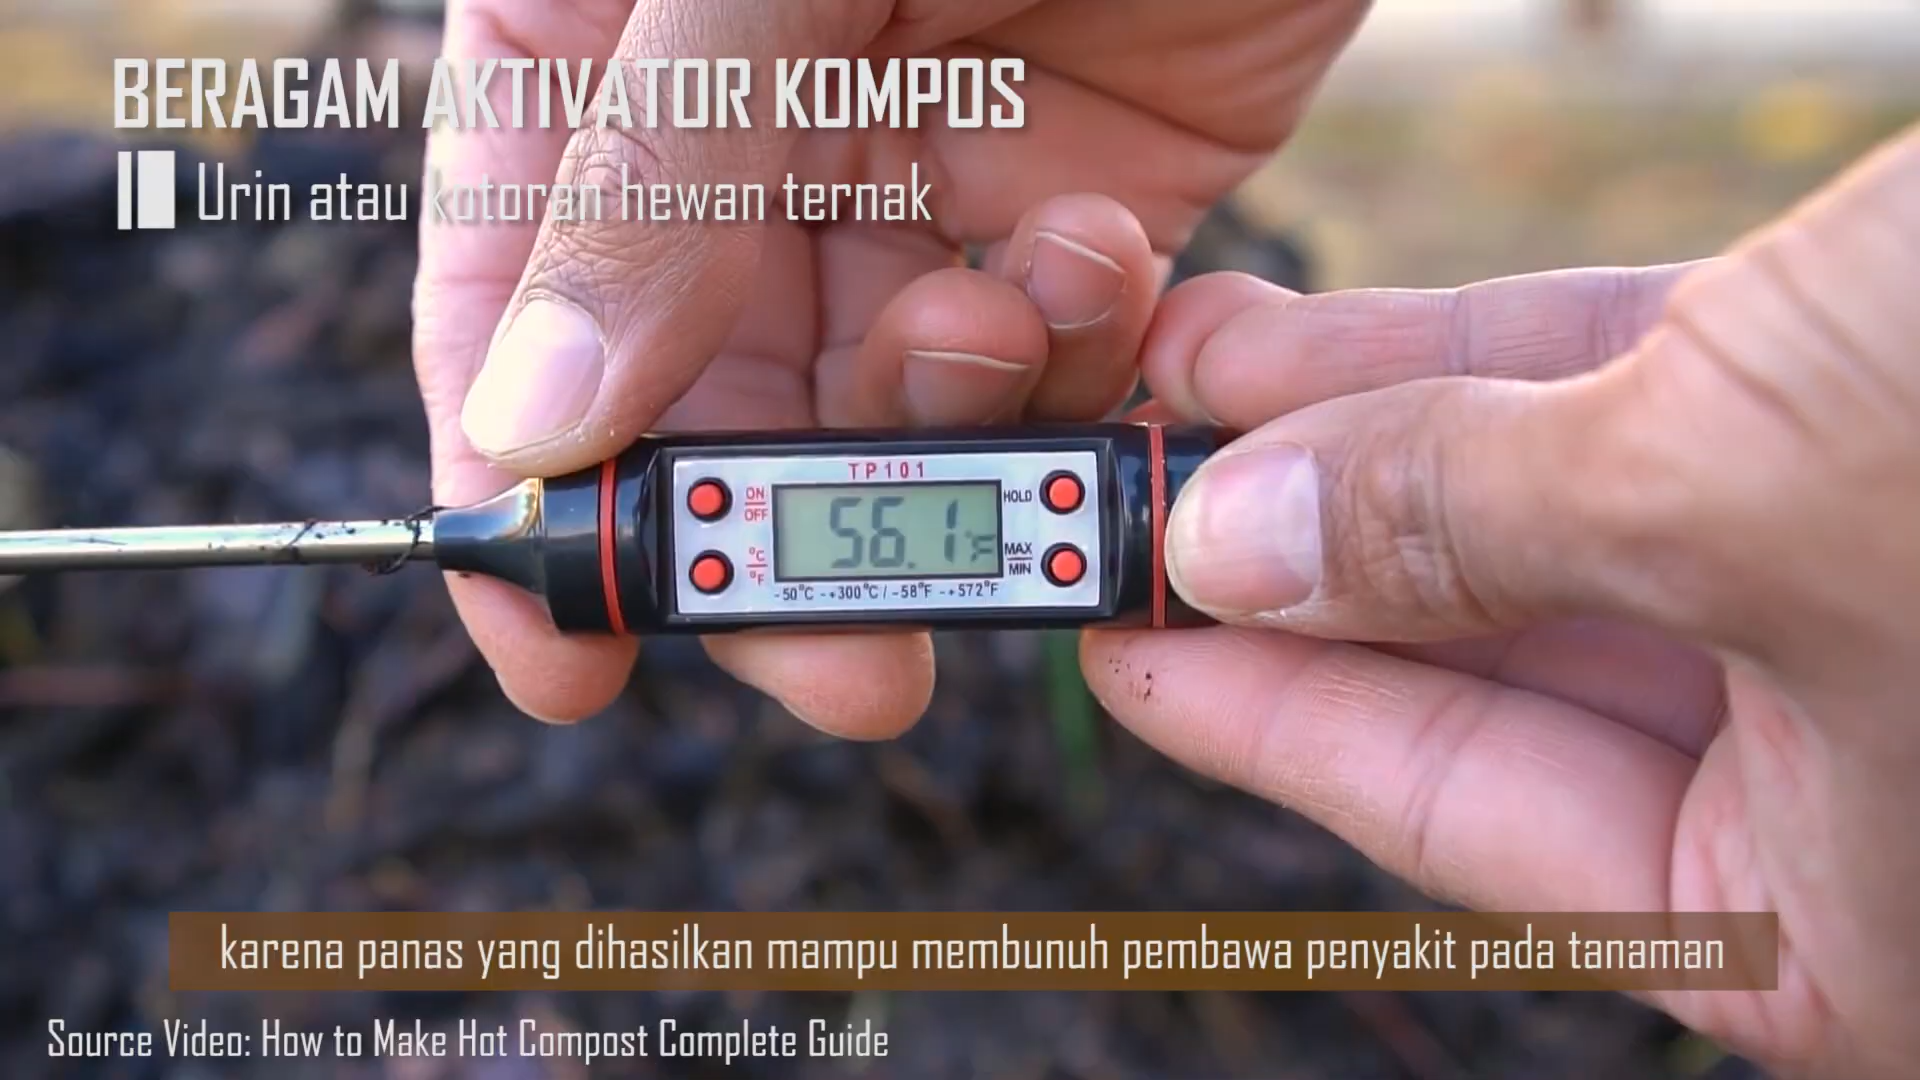 BERAGAM AKTIVATOR KOMPOS
Urin atau kotoran hewan ternak
TP101
ON
OFF
°C
°F
56.1
HOLD
MAX
MIN
-50°C -+300°C / -58°F -+572°F
karena panas yang dihasilkan mampu membunuh pembawa penyakit pada tanaman
Source Video: How to Make Hot Compost Complete Guide